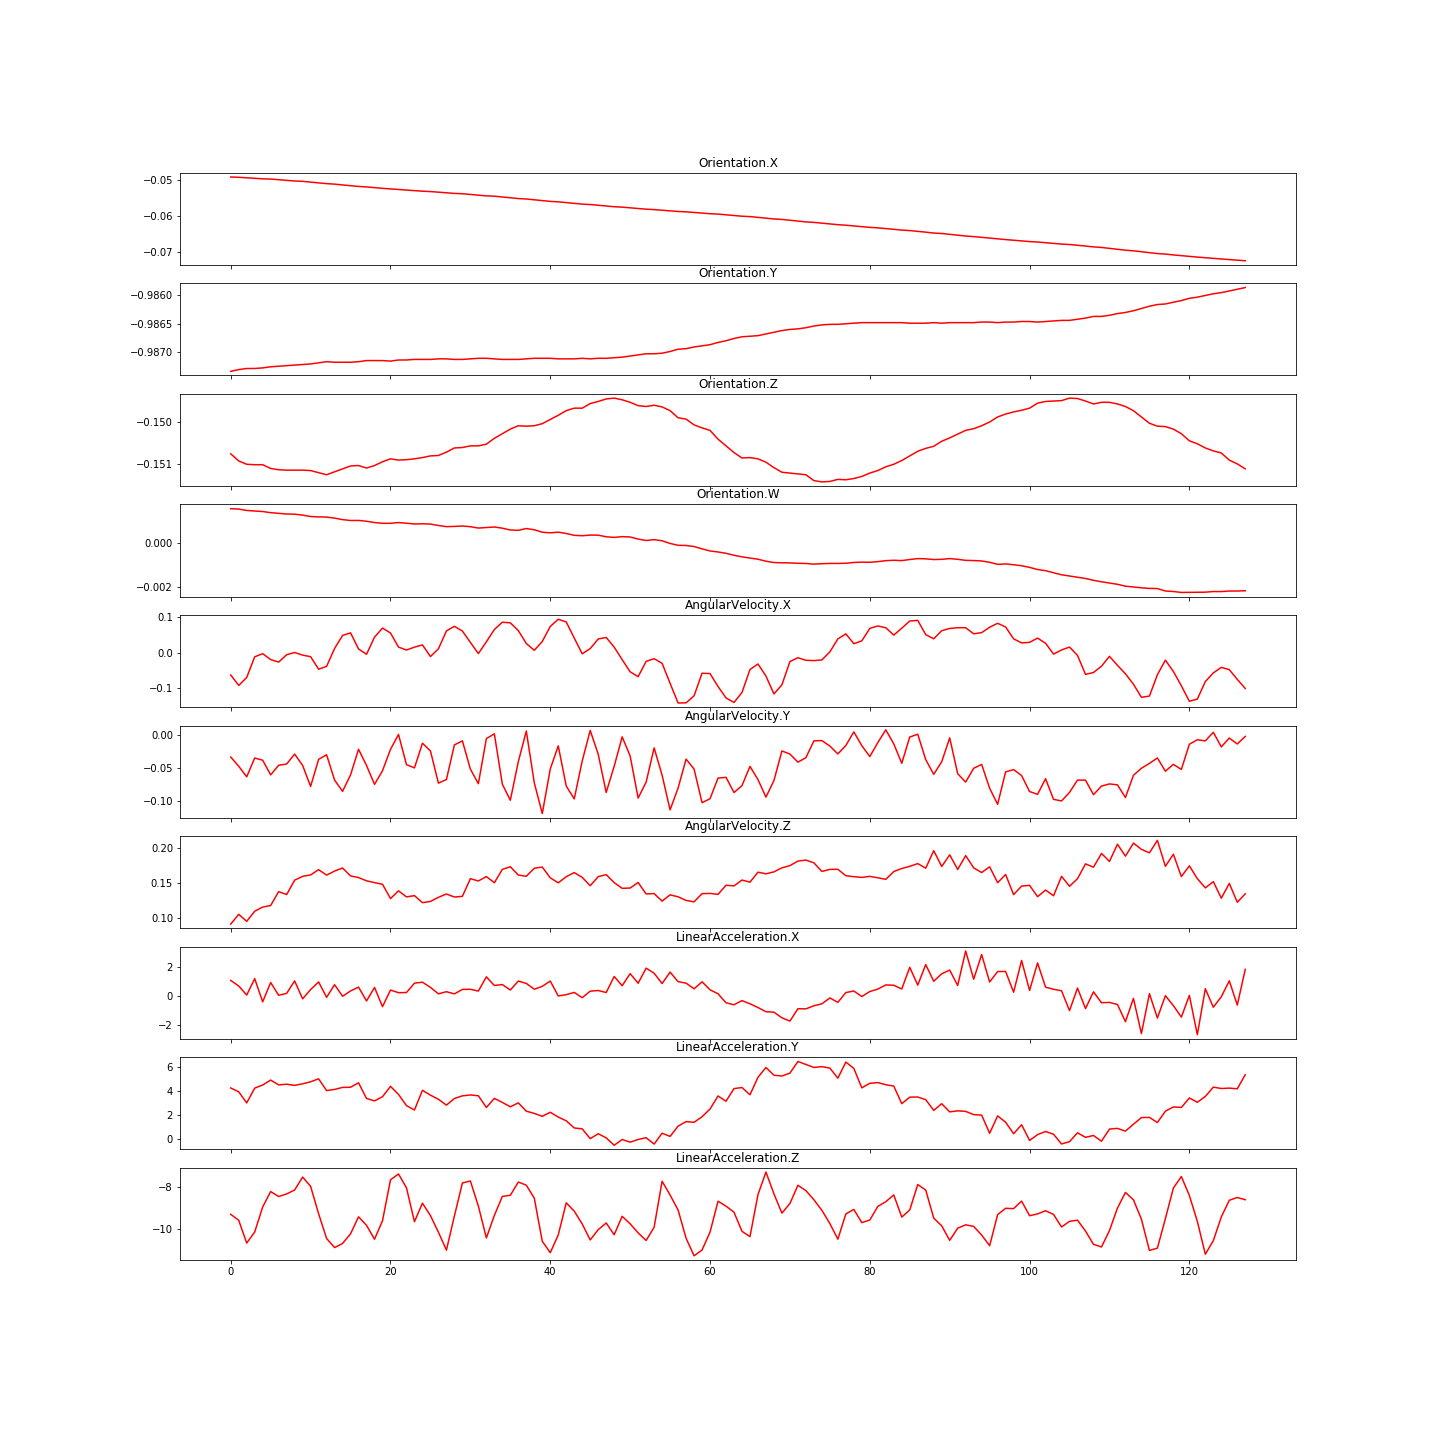 Orientation.X
−0.05
−0.06
−0.07
Orientation.Y
−0.9860
−0.9865
−0.9870
Orientation.Z
−0.150
−0.151
Orientation.W
0.000
−0.002
AngularVelocity.X
0.1
0.0
−0.1
AngularVelocity.Y
0.00
−0.05
−0.10
AngularVelocity.Z
0.20
0.15
0.10
LinearAcceleration.X
2
0
−2
LinearAcceleration.Y
6
4
2
0
LinearAcceleration.Z
−8
−10
0 20 40 60 80 100 120